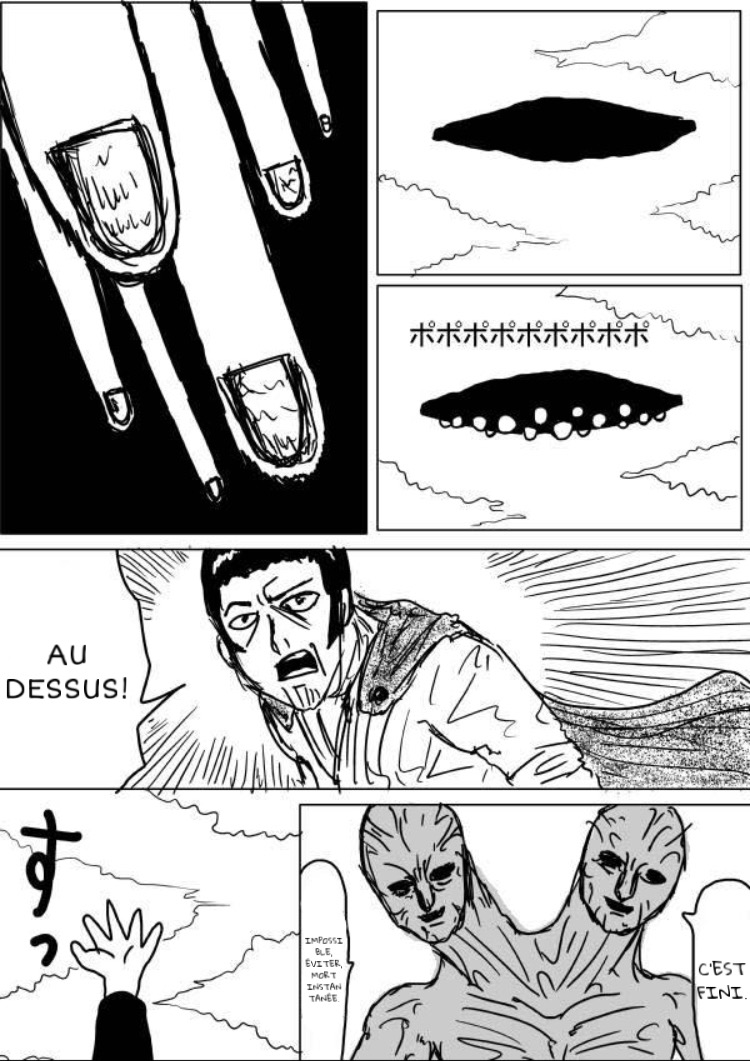 ポポポポポポポポポ
AU
DESSUS!
すっ
C'EST
FINI.
IMPOSSI
BLE,
ÉVITER,
MORT
INSTAN
TANÉE.